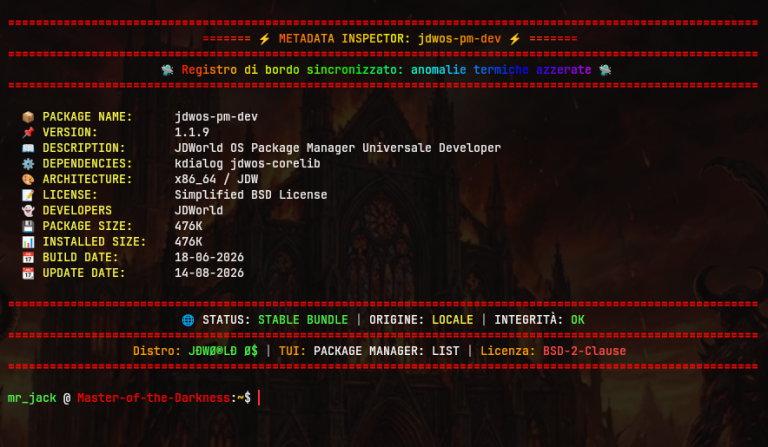 ======= ⚡ METADATA INSPECTOR: jdwos-pm-dev ⚡ =======
🛸 Registro di bordo sincronizzato: anomalie termiche azzerate 🛸
📦 PACKAGE NAME: jdwos-pm-dev
📌 VERSION: 1.1.9
📖 DESCRIPTION: JDWorld OS Package Manager Universale Developer
⚙️ DEPENDENCIES: kdialog jdwos-corelib
🎨 ARCHITECTURE: x86_64 / JDW
📝 LICENSE: Simplified BSD License
👻 DEVELOPERS JDWorld
💾 PACKAGE SIZE: 476K
📊 INSTALLED SIZE: 476K
📅 BUILD DATE: 18-06-2026
📆 UPDATE DATE: 14-08-2026
🌐 STATUS: STABLE BUNDLE | ORIGINE: LOCALE | INTEGRITÀ: OK
Distro: JĐWØ®LĐ Ø$ | TUI: PACKAGE MANAGER: LIST | Licenza: BSD-2-Clause
mr_jack @ Master-of-the-Darkness:~$